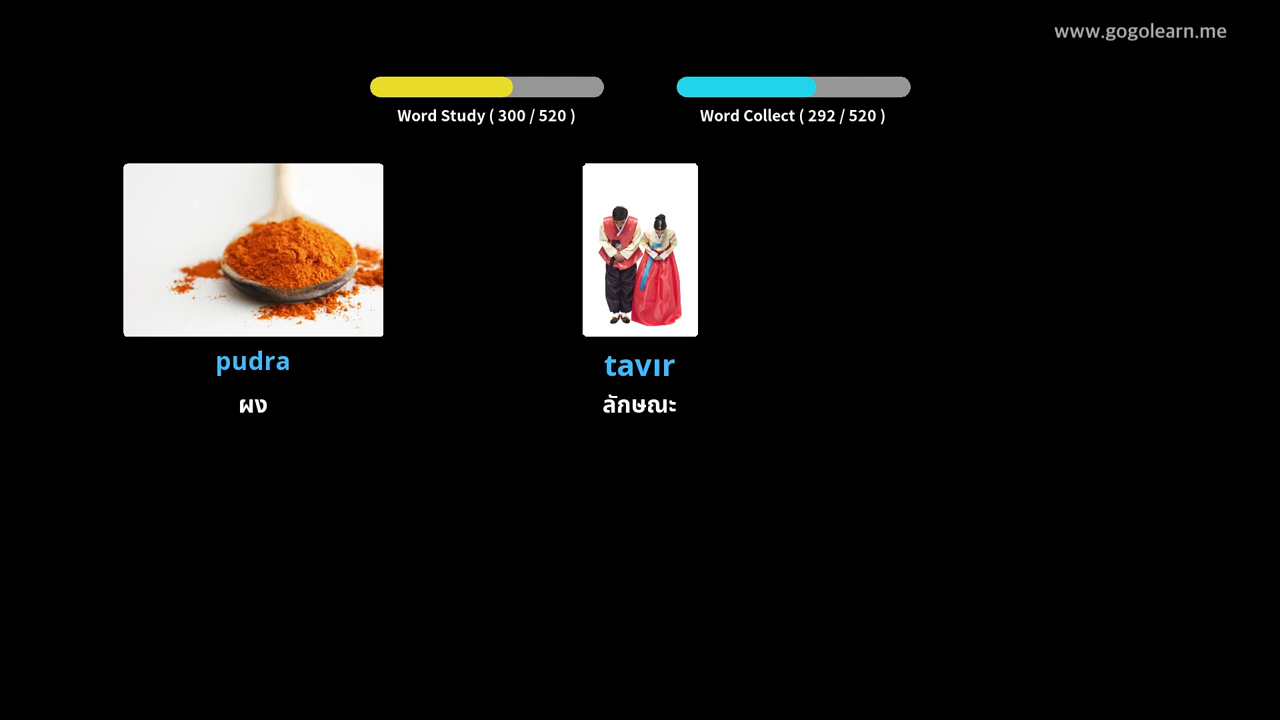 www.gogolearn.me
Word Study ( 300 / 520 )
Word Collect ( 292 / 520 )
pudra
ผง
tavır
ลักษณะ